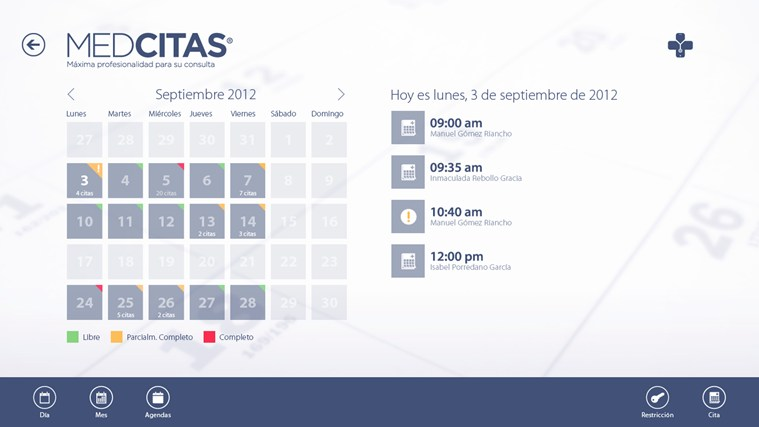 MEDCITAS®
Máxima profesionalidad para su consulta
Septiembre 2012
Lunes Martes Miércoles Jueves Viernes Sábado Domingo
27 28 29 30 31 1 2
3 4 5 6 7 8 9
4 citas 20 citas 7 citas
10 11 12 13 14 15 16
2 citas 3 citas
17 18 19 20 21 22 23
24 25 26 27 28 29 30
5 citas 2 citas
Libre Parcialm. Completo Completo
Hoy es lunes, 3 de septiembre de 2012
09:00 am
Manuel Gómez Riancho
09:35 am
Inmaculada Rebollo Gracia
10:40 am
Manuel Gómez Riancho
12:00 pm
Isabel Porredano García
26
Día Mes Agendas Restricción Cita